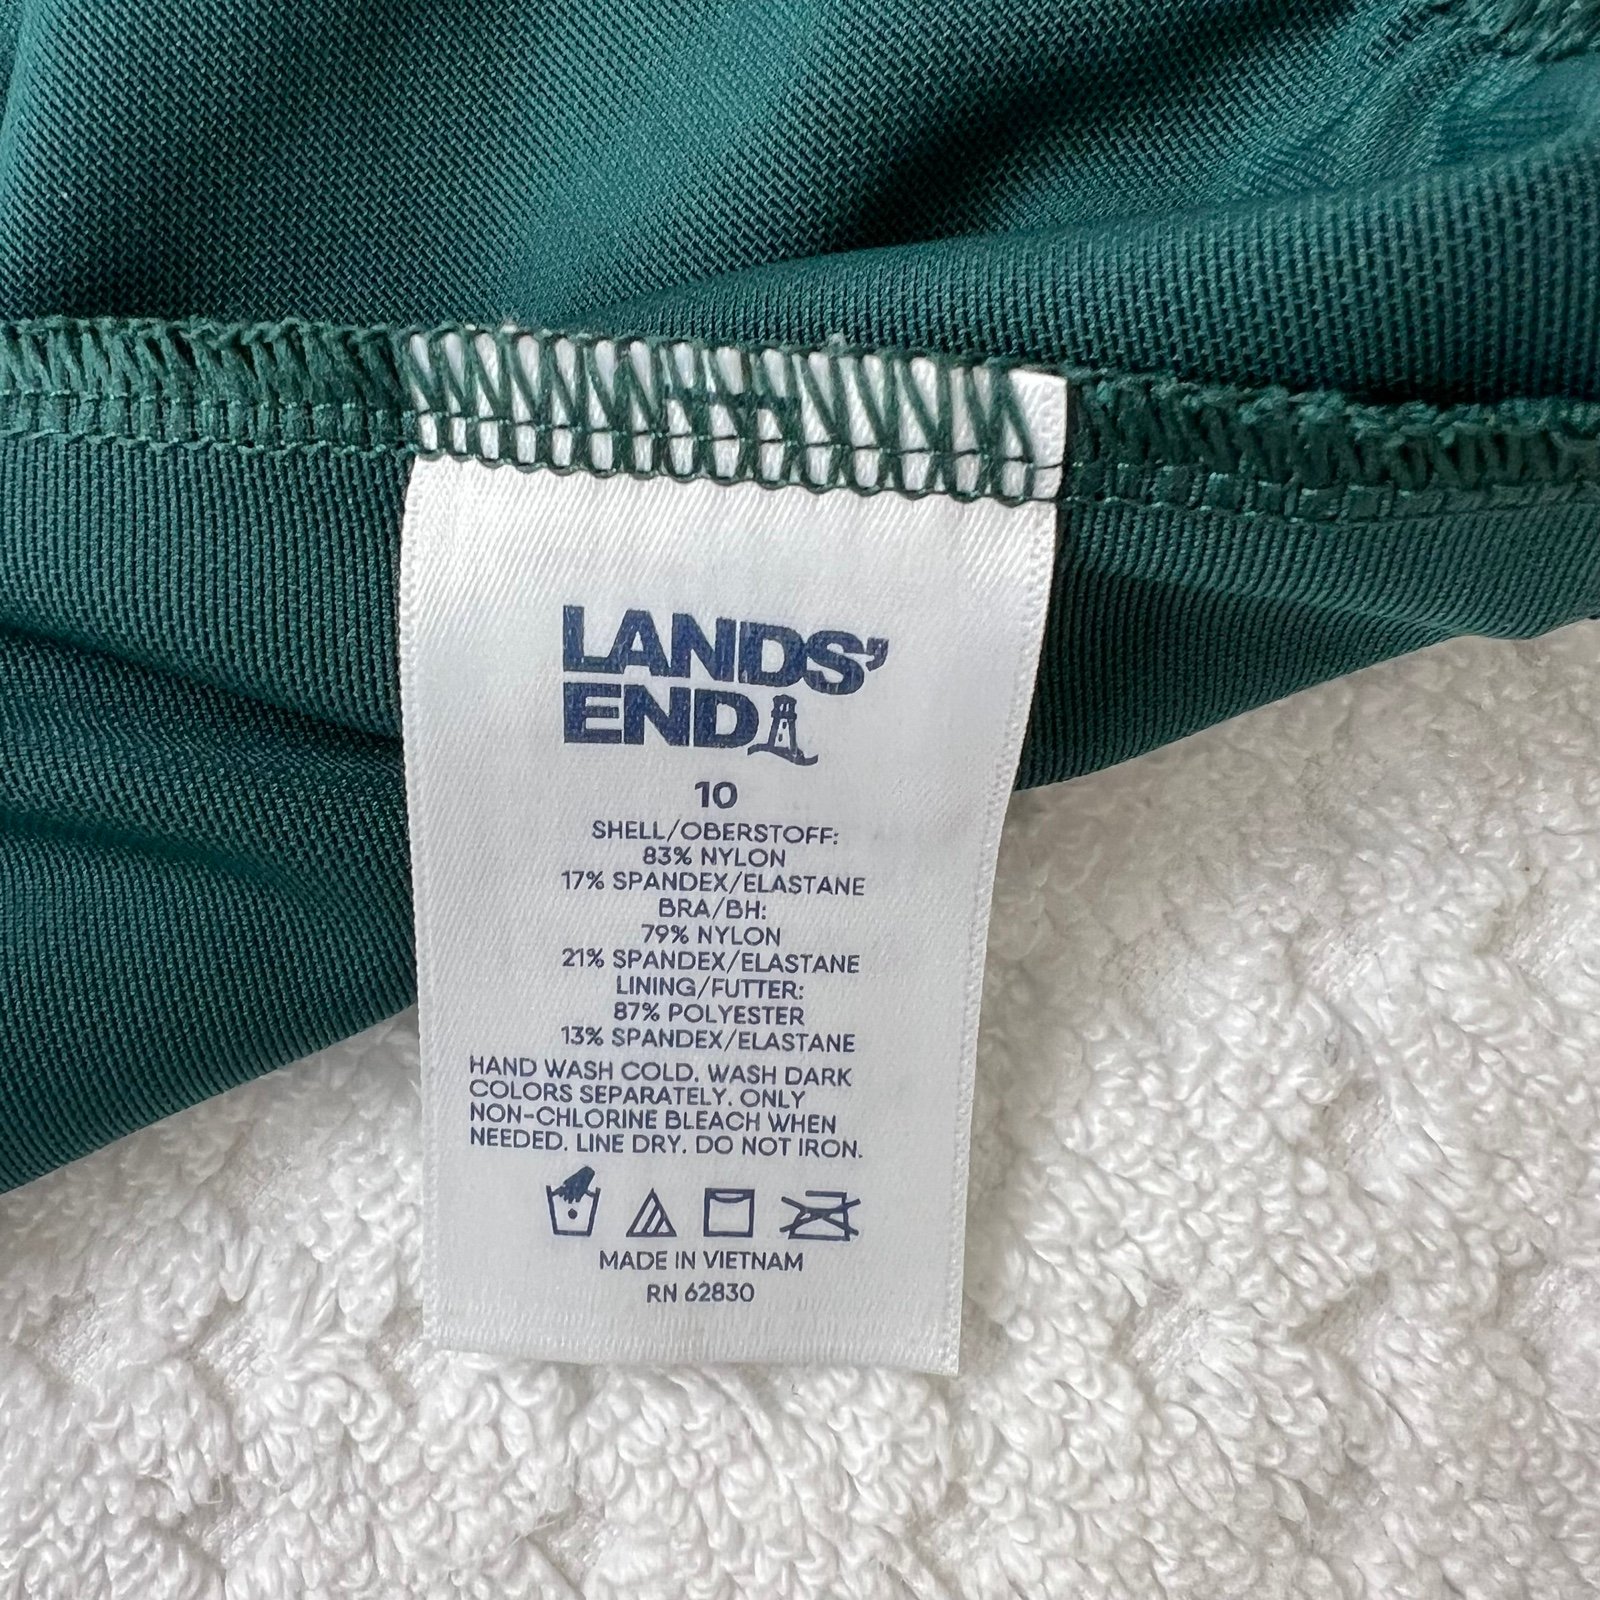 LANDS'
END
10
SHELL/OBERSTOFF:
83% NYLON
17% SPANDEX/ELASTANE
BRA/BH:
79% NYLON
21% SPANDEX/ELASTANE
LINING/FUTTER:
87% POLYESTER
13% SPANDEX/ELASTANE
HAND WASH COLD. WASH DARK
COLORS SEPARATELY. ONLY
NON-CHLORINE BLEACH WHEN
NEEDED. LINE DRY. DO NOT IRON.
MADE IN VIETNAM
RN 62830